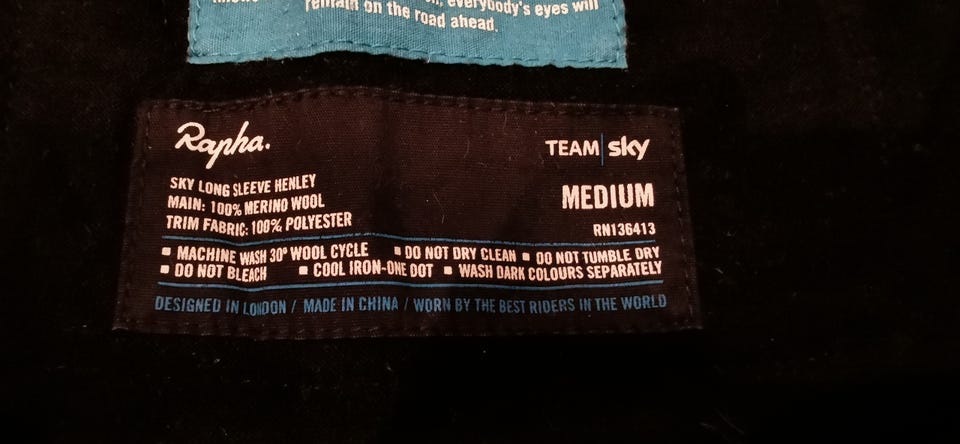 everybody's eyes will
remain on the road ahead.
Rapha.
TEAM sky
SKY LONG SLEEVE HENLEY
MAIN: 100% MERINO WOOL
TRIM FABRIC: 100% POLYESTER
MEDIUM
RN136413
▪ MACHINE WASH 30° WOOL CYCLE ▪ DO NOT DRY CLEAN ▪ DO NOT TUMBLE DRY
▪ DO NOT BLEACH ▪ COOL IRON-ONE DOT ▪ WASH DARK COLOURS SEPARATELY
DESIGNED IN LONDON / MADE IN CHINA / WORN BY THE BEST RIDERS IN THE WORLD